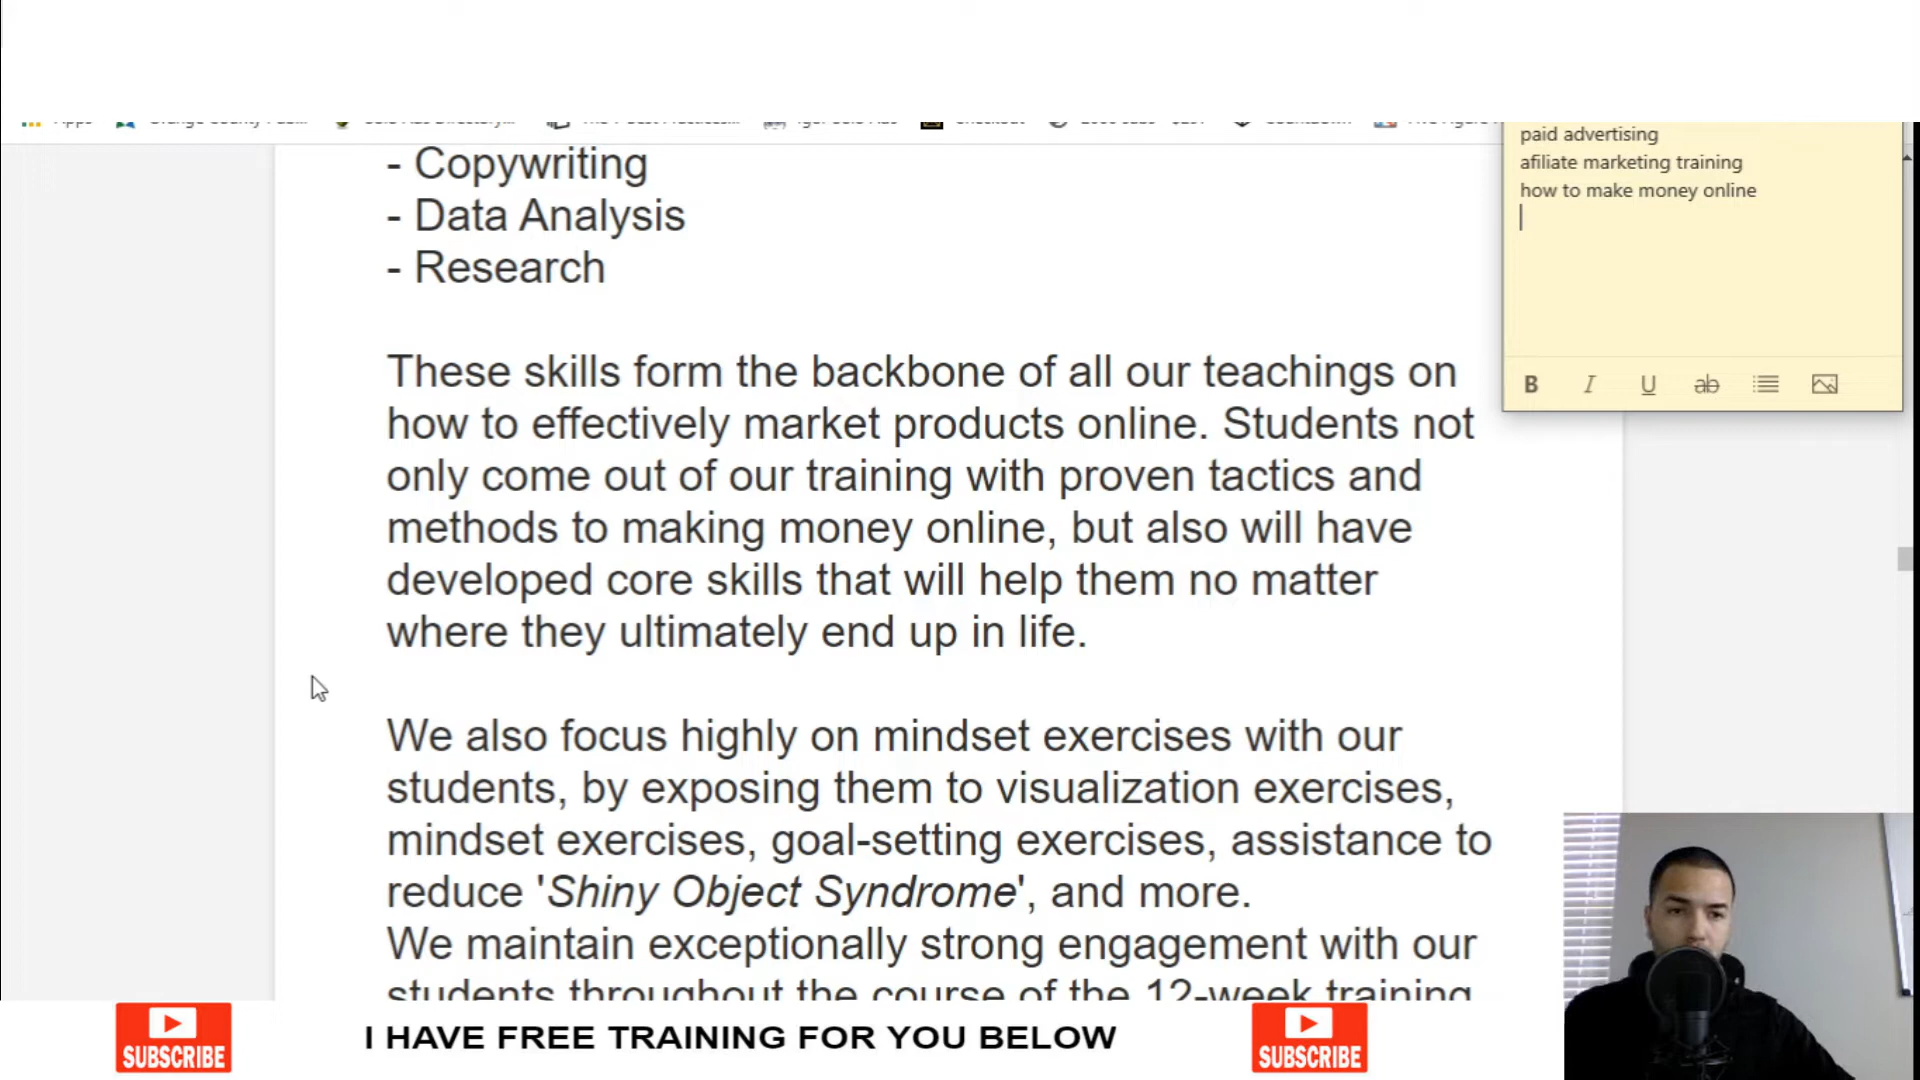 - Copywriting
- Data Analysis
- Research
These skills form the backbone of all our teachings on
how to effectively market products online. Students not
only come out of our training with proven tactics and
methods to making money online, but also will have
developed core skills that will help them no matter
where they ultimately end up in life.
We also focus highly on mindset exercises with our
students, by exposing them to visualization exercises,
mindset exercises, goal-setting exercises, assistance to
reduce 'Shiny Object Syndrome', and more.
We maintain exceptionally strong engagement with our
students throughout the course of the 12-week training
paid advertising
afiliate marketing training
how to make money online
B I U ab
SUBSCRIBE
I HAVE FREE TRAINING FOR YOU BELOW
SUBSCRIBE